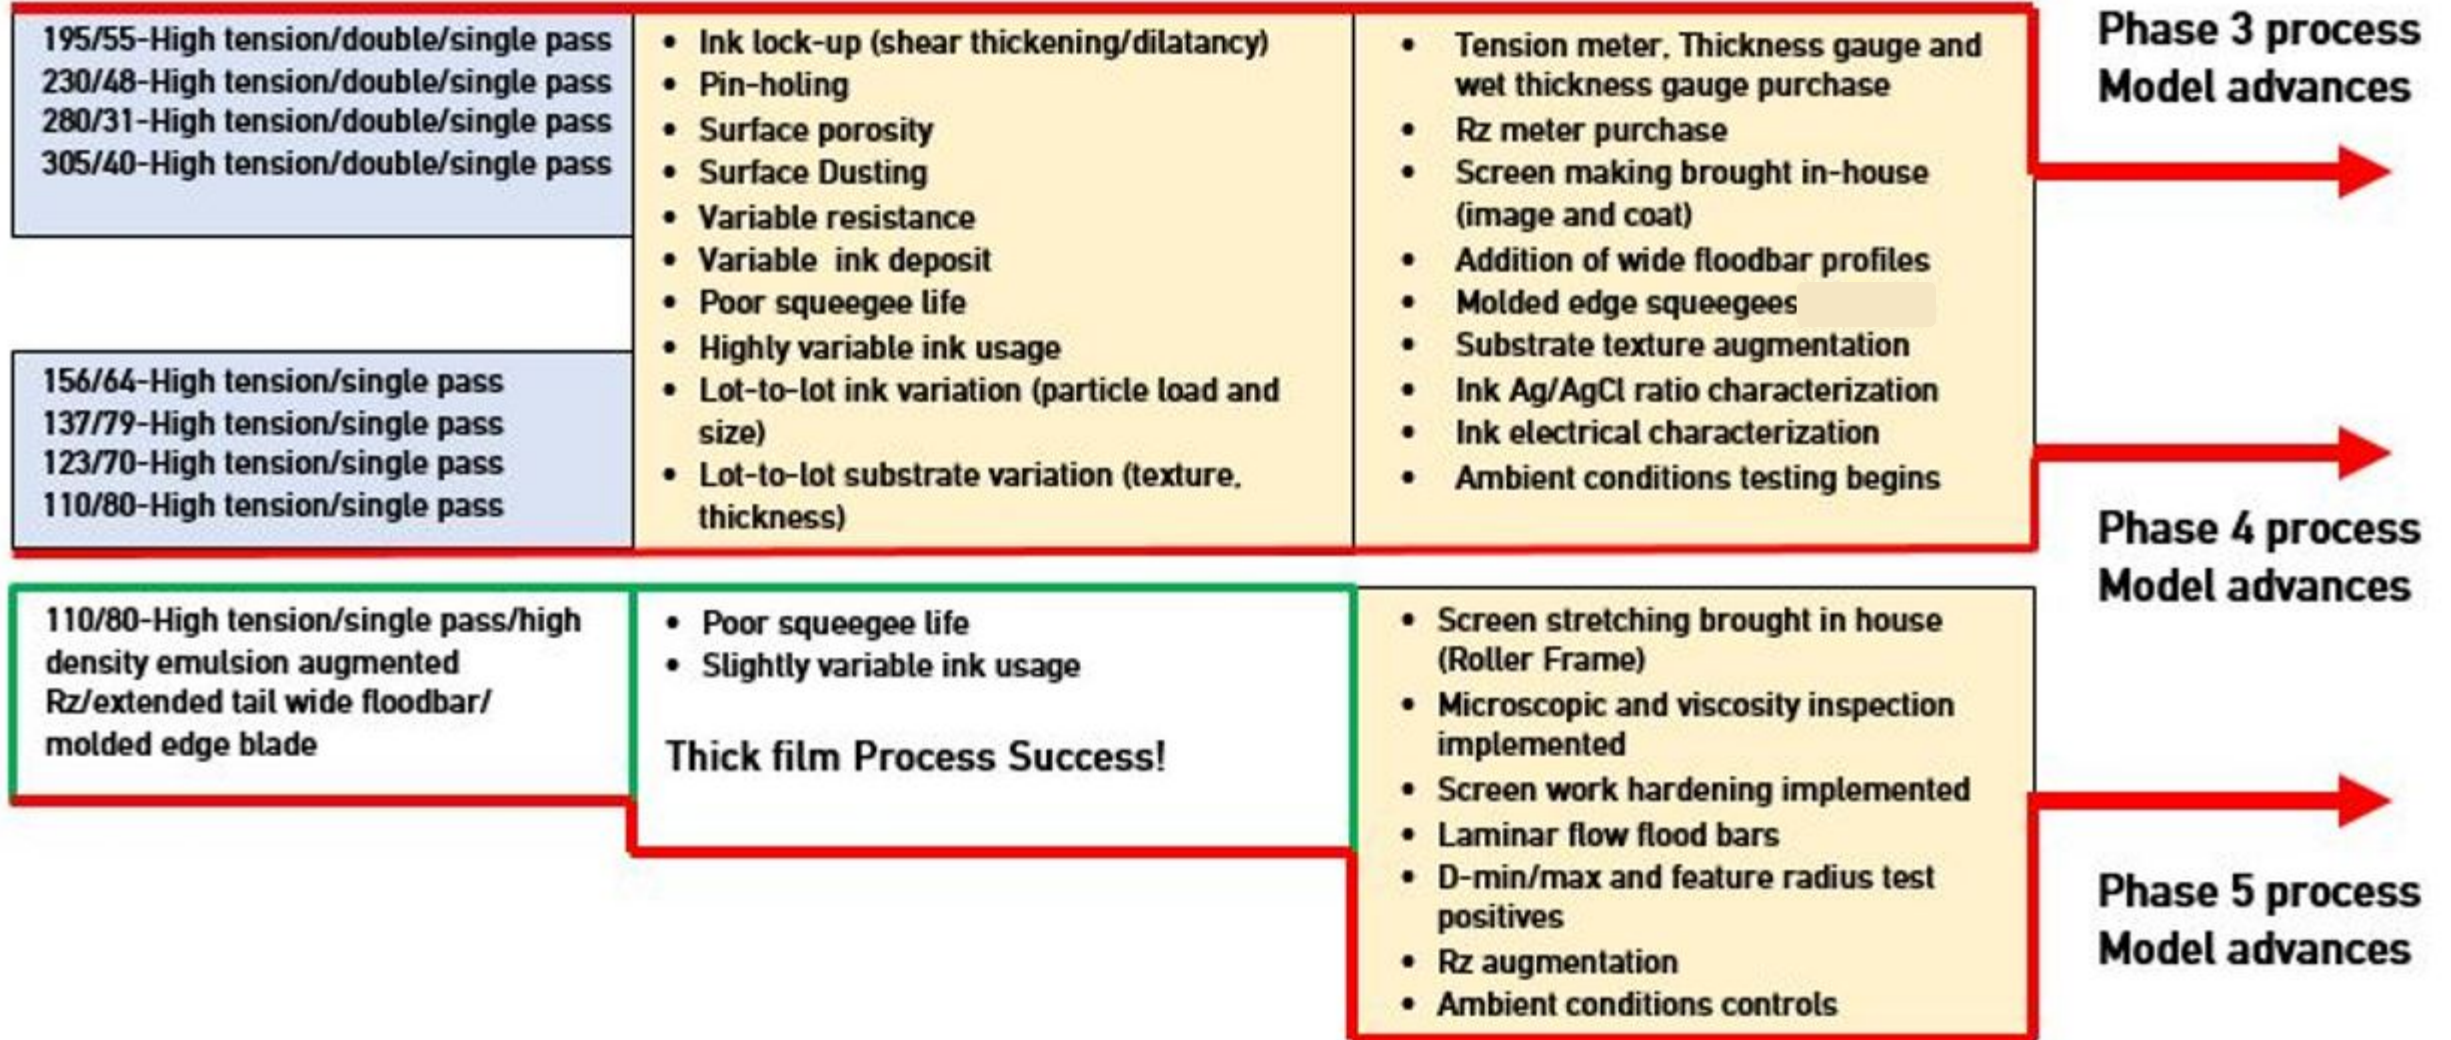 195/55-High tension/double/single pass
230/48-High tension/double/single pass
280/31-High tension/double/single pass
305/40-High tension/double/single pass
156/64-High tension/single pass
137/79-High tension/single pass
123/70-High tension/single pass
110/80-High tension/single pass
• Ink lock-up (shear thickening/dilatancy)
• Pin-holing
• Surface porosity
• Surface Dusting
• Variable resistance
• Variable ink deposit
• Poor squeegee life
• Highly variable ink usage
• Lot-to-lot ink variation (particle load and
size)
• Lot-to-lot substrate variation (texture,
thickness)
• Tension meter, Thickness gauge and
wet thickness gauge purchase
• Rz meter purchase
• Screen making brought in-house
(image and coat)
• Addition of wide floodbar profiles
• Molded edge squeegees
• Substrate texture augmentation
• Ink Ag/AgCl ratio characterization
• Ink electrical characterization
• Ambient conditions testing begins
Phase 3 process
Model advances
Phase 4 process
Model advances
110/80-High tension/single pass/high
density emulsion augmented
Rz/extended tail wide floodbar/
molded edge blade
• Poor squeegee life
• Slightly variable ink usage
Thick film Process Success!
• Screen stretching brought in house
(Roller Frame)
• Microscopic and viscosity inspection
implemented
• Screen work hardening implemented
• Laminar flow flood bars
• D-min/max and feature radius test
positives
• Rz augmentation
• Ambient conditions controls
Phase 5 process
Model advances